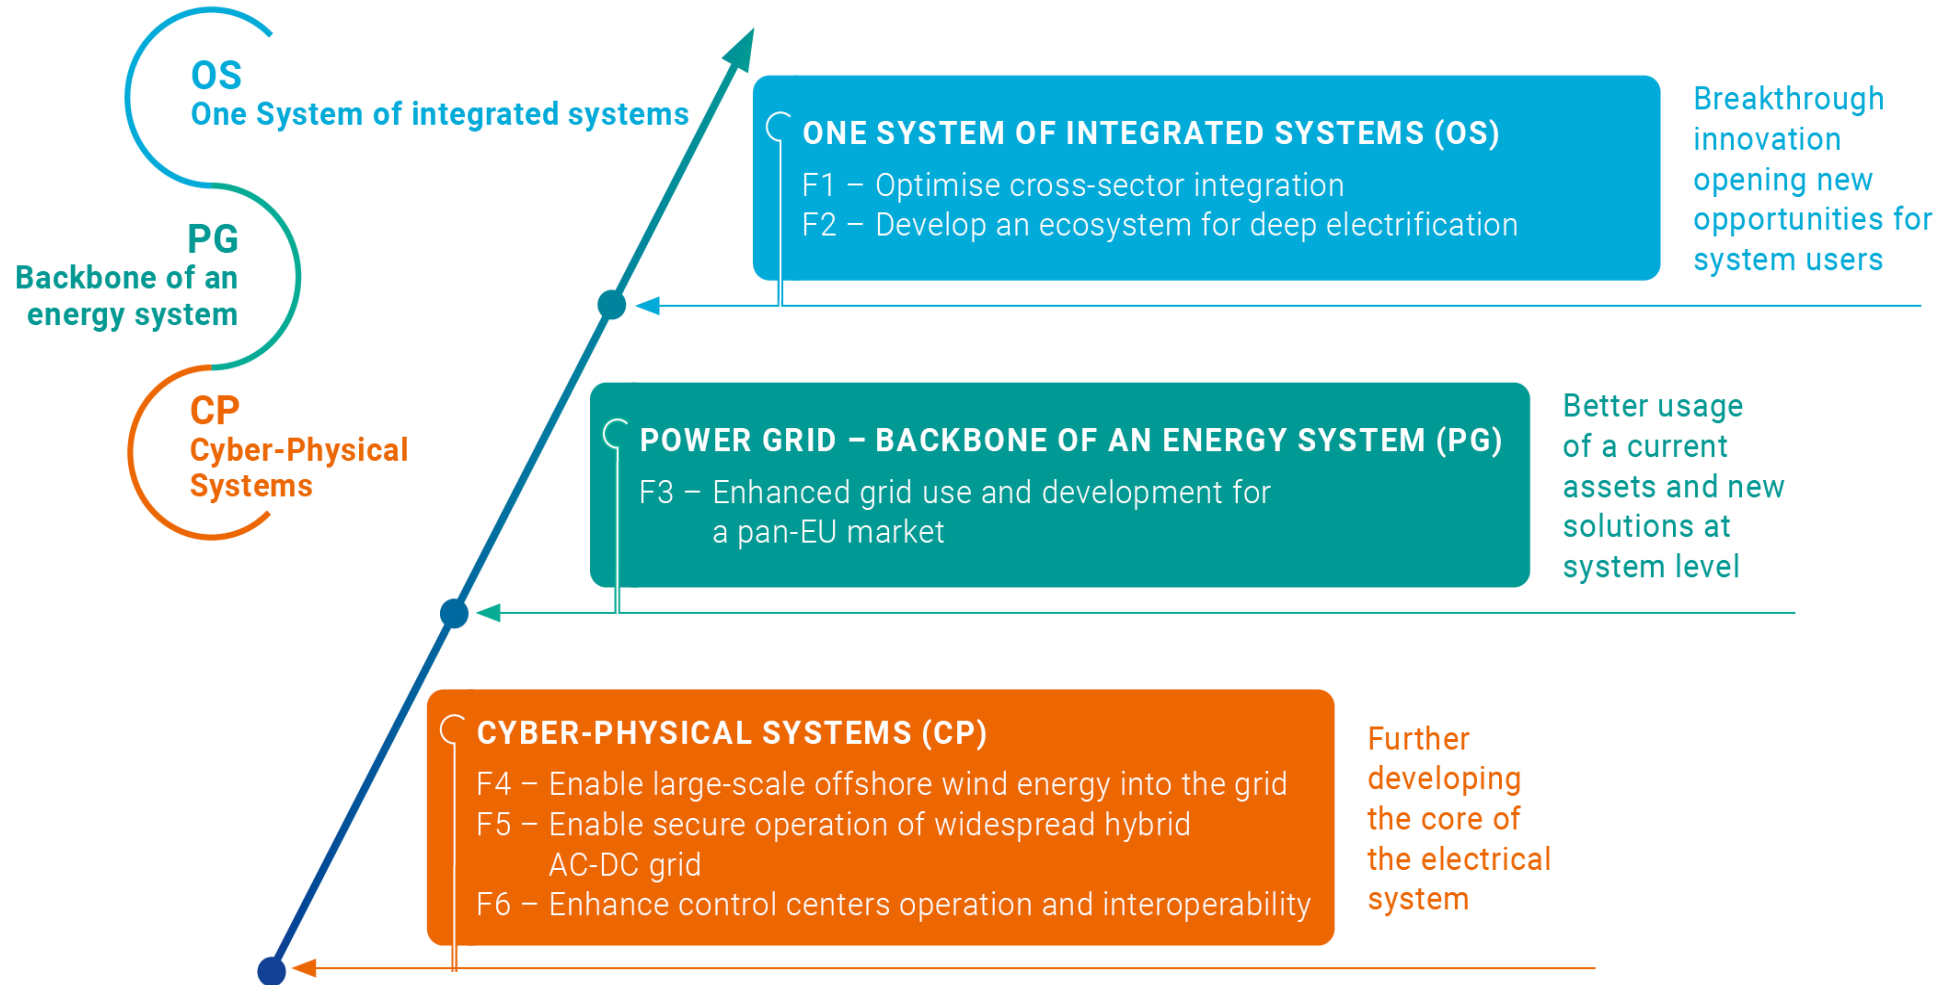 OS
One System of integrated systems
PG
Backbone of an
energy system
CP
Cyber-Physical
Systems
ONE SYSTEM OF INTEGRATED SYSTEMS (OS)
F1 – Optimise cross-sector integration
F2 – Develop an ecosystem for deep electrification
Breakthrough
innovation
opening new
opportunities for
system users
POWER GRID – BACKBONE OF AN ENERGY SYSTEM (PG)
F3 – Enhanced grid use and development for
a pan-EU market
Better usage
of a current
assets and new
solutions at
system level
CYBER-PHYSICAL SYSTEMS (CP)
F4 – Enable large-scale offshore wind energy into the grid
F5 – Enable secure operation of widespread hybrid
AC-DC grid
F6 – Enhance control centers operation and interoperability
Further
developing
the core of
the electrical
system